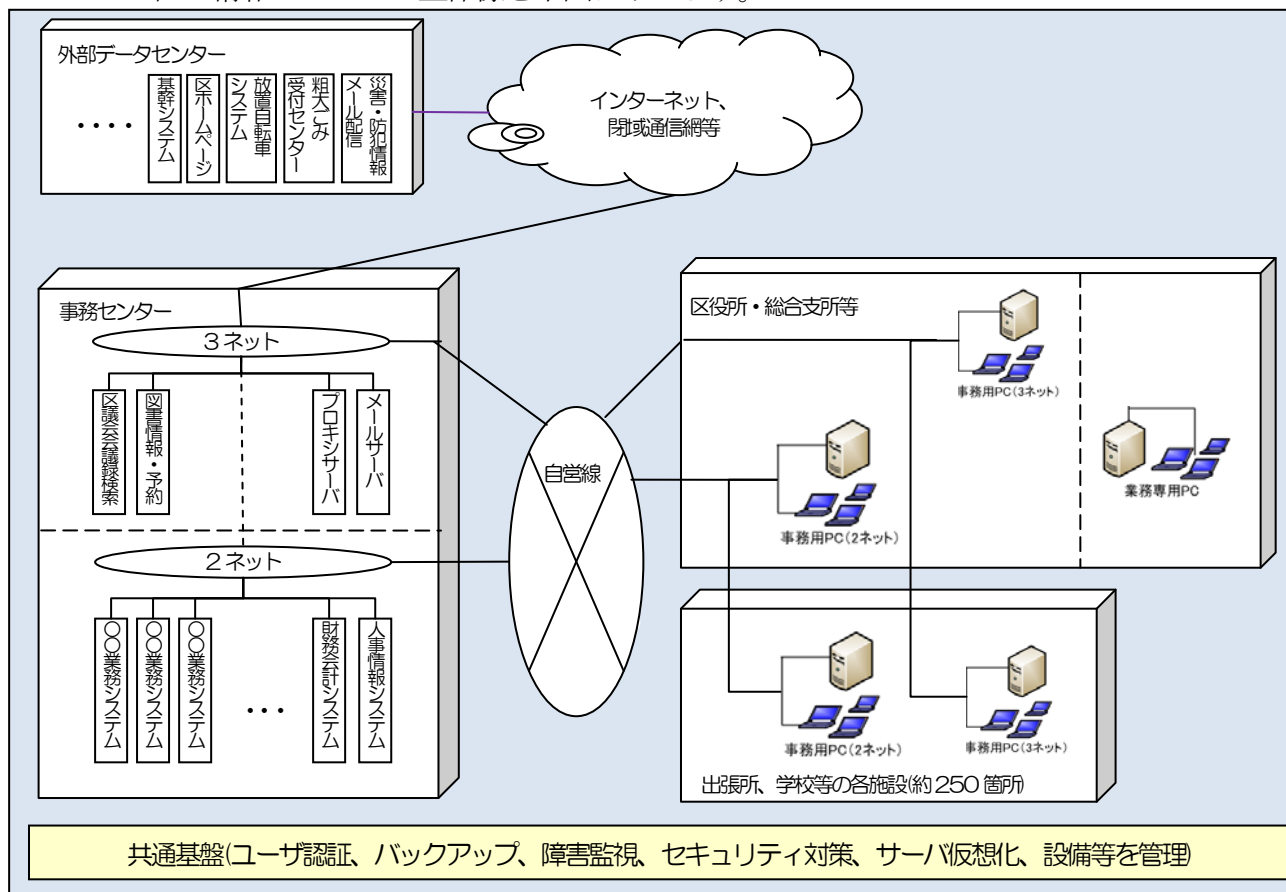 外部データセンター
・・・・
基幹システム
区ホームページ
放置自転車
システム
粗大ごみ
受付センター
災害・防犯情報
メール配信
インターネット、
閉域通信網等
事務センター
3ネット
区議会会議録検索
図書情報・予約
プロキシサーバ
メールサーバ
2ネット
〇〇業務システム
〇〇業務システム
〇〇業務システム
・・・
財務会計システム
人事情報システム
自営線
区役所・総合支所等
事務用PC(3ネット)
事務用PC(2ネット)
業務専用PC
事務用PC(2ネット)
事務用PC(3ネット)
出張所、学校等の各施設(約250箇所)
共通基盤(ユーザ認証、バックアップ、障害監視、セキュリティ対策、サーバ仮想化、設備等を管理)